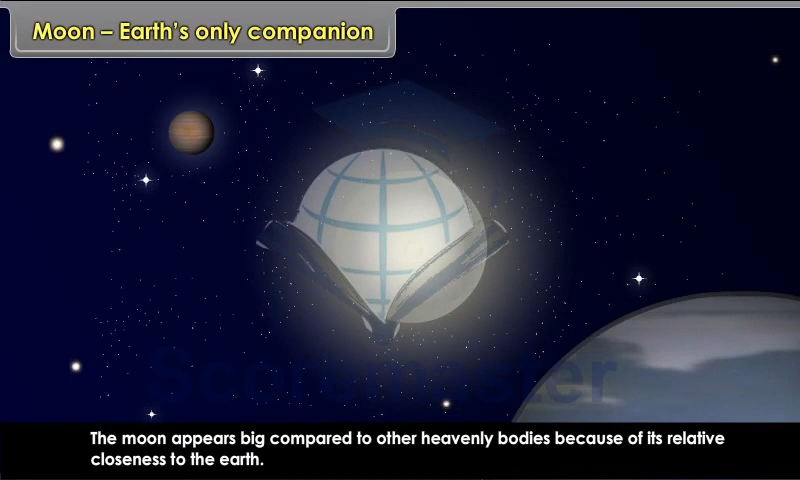 Moon – Earth's only companion
Scoremaster
The moon appears big compared to other heavenly bodies because of its relative
closeness to the earth.